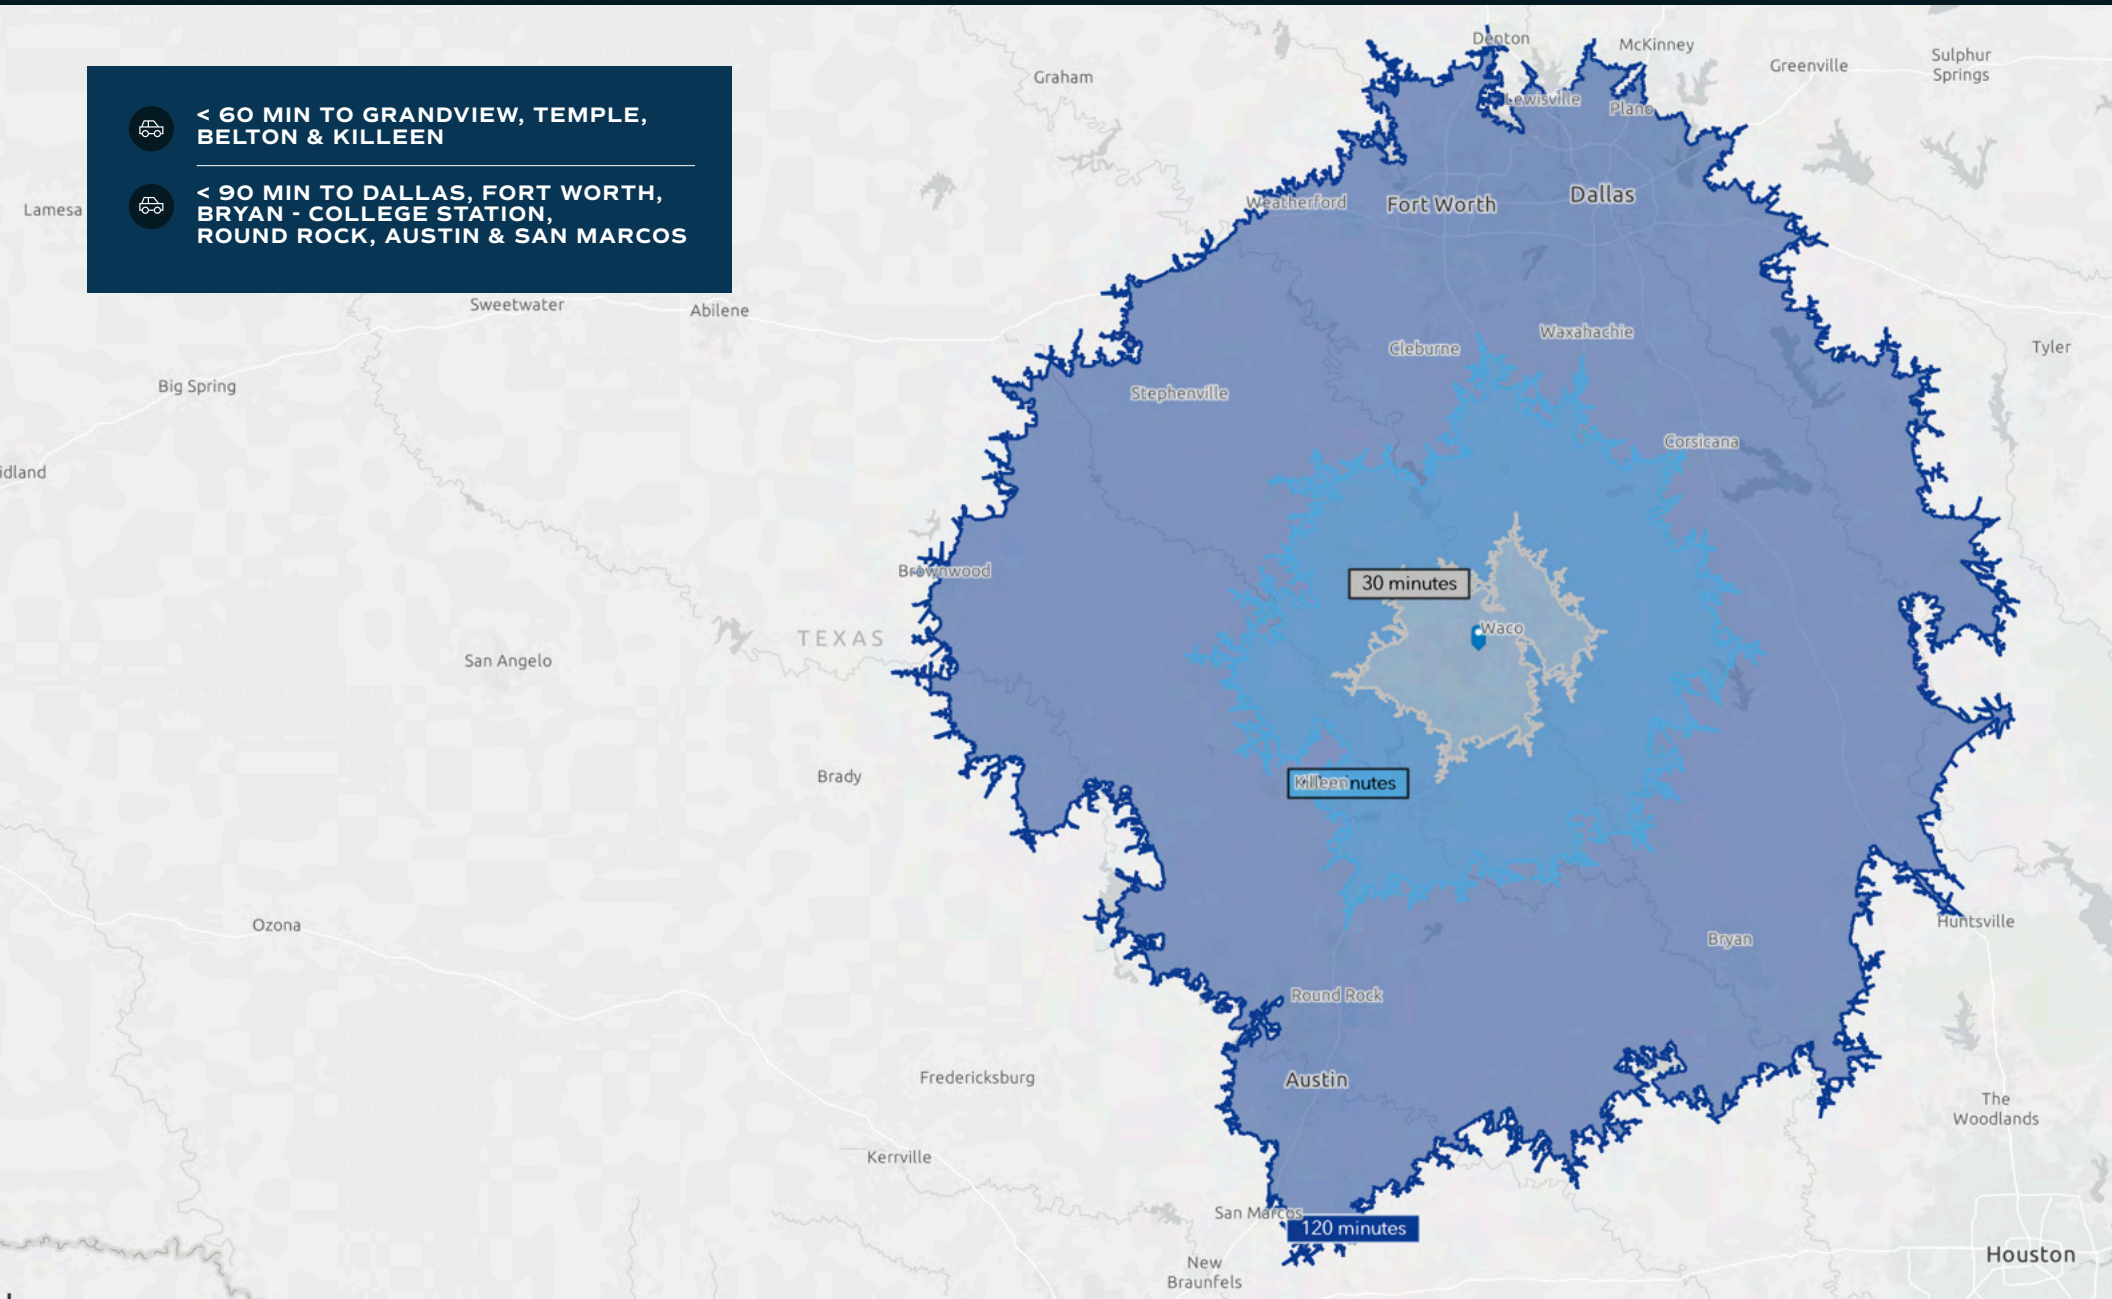 < 60 MIN TO GRANDVIEW, TEMPLE,
BELTON & KILLEEN
< 90 MIN TO DALLAS, FORT WORTH,
BRYAN - COLLEGE STATION,
ROUND ROCK, AUSTIN & SAN MARCOS
Denton
McKinney
Greenville
Sulphur
Springs
Graham
Lewisville
Plano
Lamesa
Weatherford
Fort Worth
Dallas
Sweetwater
Abilene
Waxahachie
Cleburne
Tyler
Big Spring
Stephenville
Corsicana
idland
Brownwood
30 minutes
Waco
TEXAS
San Angelo
Brady
Killeen
nutes
Ozona
Huntsville
Bryan
Round Rock
Fredericksburg
Austin
The
Woodlands
Kerrville
San Marcos
120 minutes
New
Braunfels
Houston